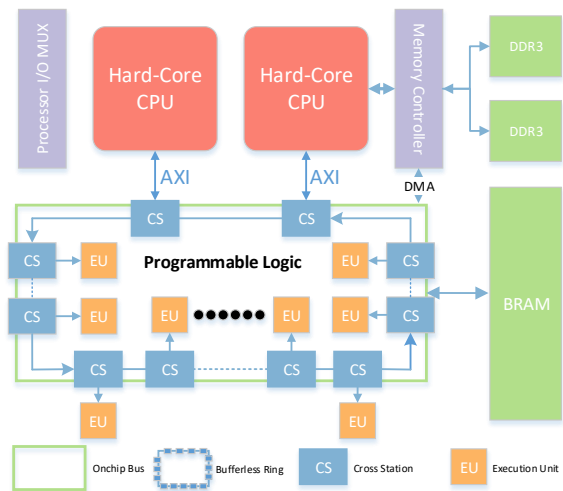 Processor I/O MUX
Hard-Core
CPU
Hard-Core
CPU
Memory
Controller
DDR3
DDR3
AXI
AXI
DMA
CS
CS
CS
EU
Programmable Logic
EU
CS
CS
EU
EU
EU
EU
CS
BRAM
CS
CS
CS
CS
EU
EU
Onchip Bus
Bufferless Ring
CS
Cross Station
EU
Execution Unit